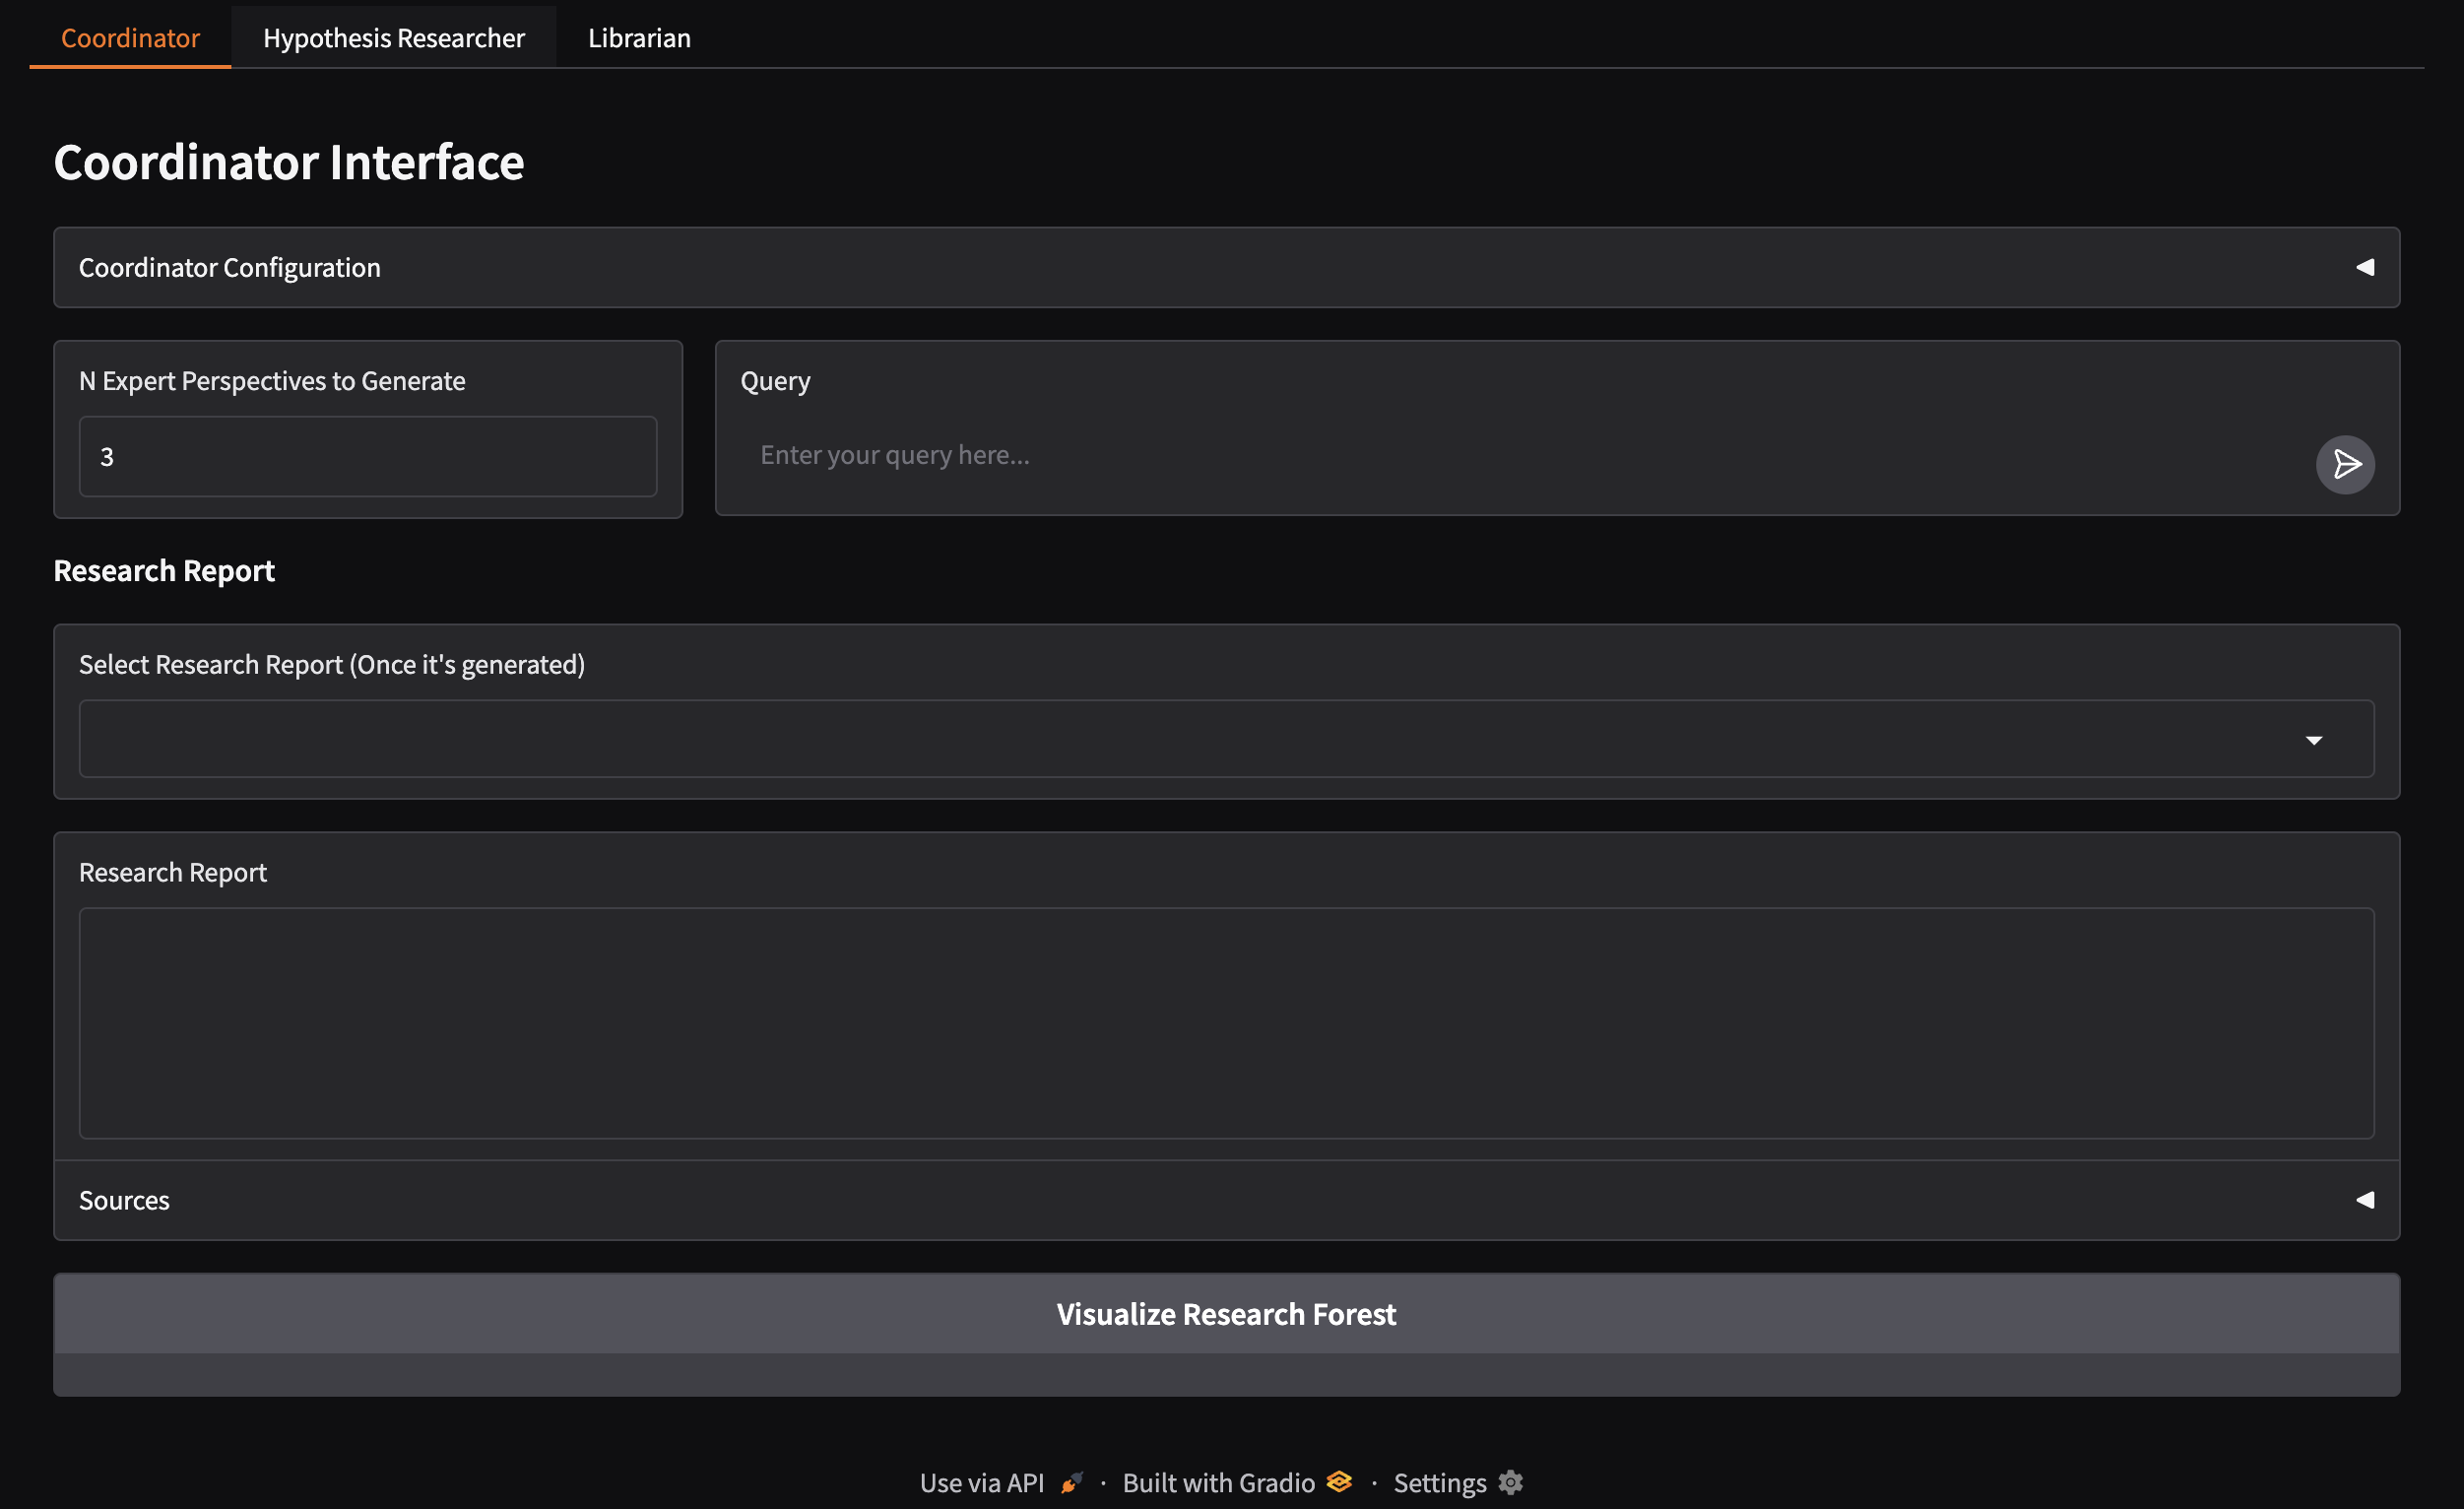 Coordinator
Hypothesis Researcher
Librarian
Coordinator Interface
Coordinator Configuration
N Expert Perspectives to Generate
3
Query
Enter your query here...
Research Report
Select Research Report (Once it's generated)
Research Report
Sources
Visualize Research Forest
Use via API · Built with Gradio · Settings